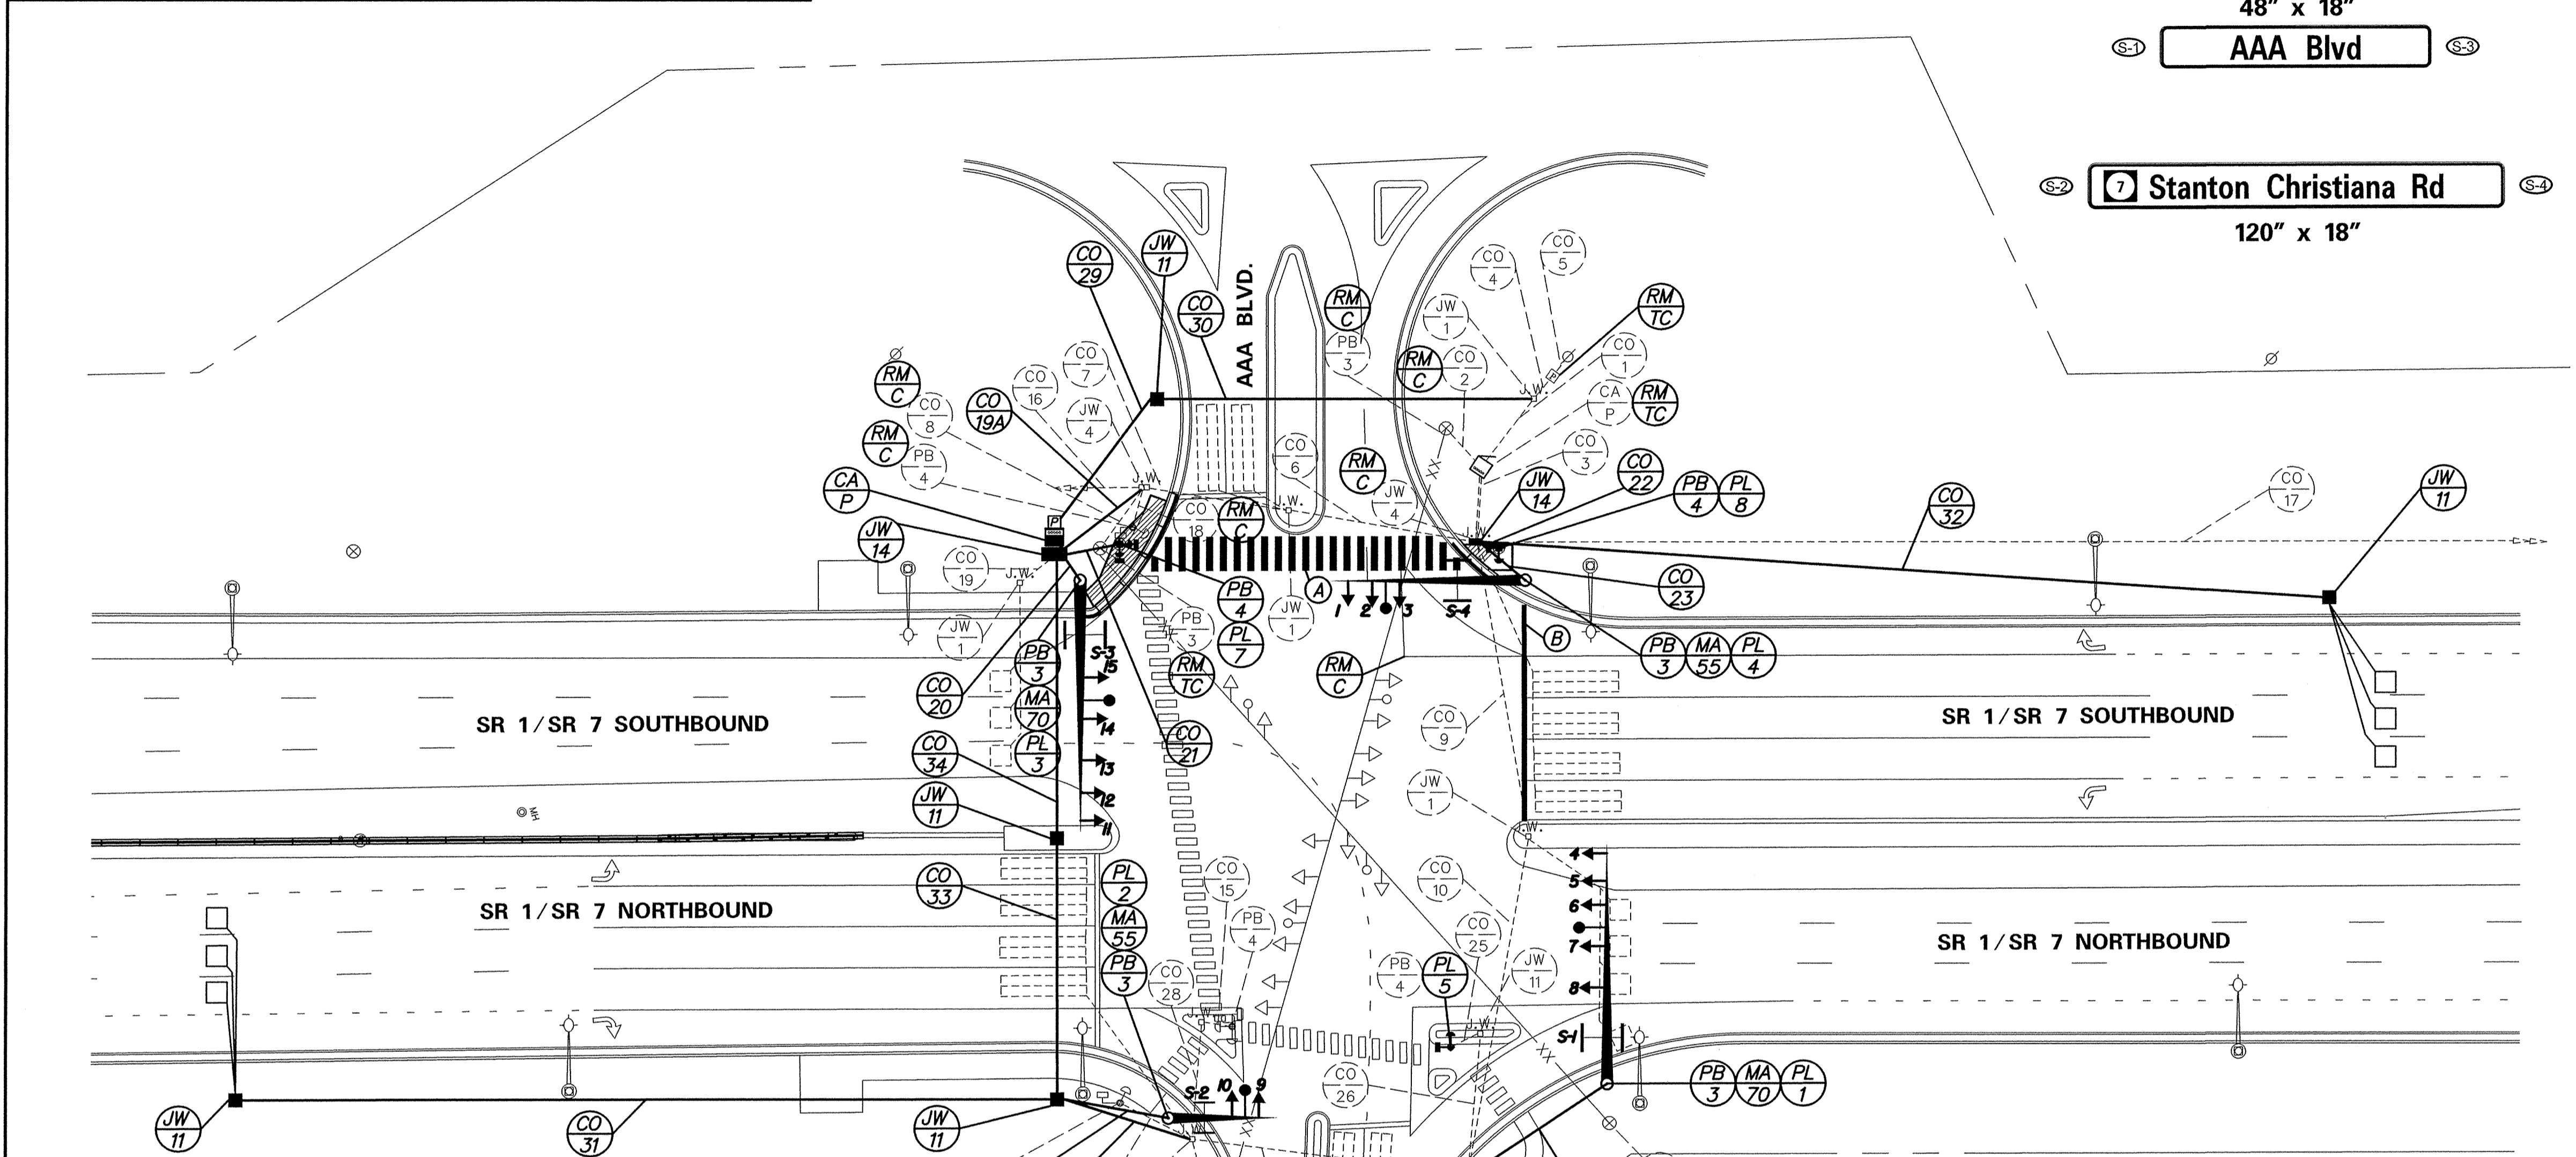 48" x 18"
S-1
AAA Blvd
S-3
S-2
7
Stanton Christiana Rd
S-4
120" x 18"
CO
29
JW
11
CO
30
AAA BLVD.
RM
C
PB
3
CO
4
CO
5
JW
1
RM
TC
RM
C
CO
2
CO
1
CA
P
RM
TC
J.W.
P
RM
C
CO
8
CO
16
CO
7
CO
19A
JW
4
RM
C
PB
4
CO
6
CO
3
XX
CA
P
P
J.W.
JW
14
CO
18
RM
C
J.W.
RM
C
JW
4
J.W.
JW
14
CO
22
PB
4
PL
8
CO
32
CO
17
JW
11
CO
19
J.W.
JW
1
PB
4
PL
7
PB
3
RM
TC
JW
1
A
1
2
3
S-4
CO
23
B
PB
3
MA
55
PL
4
RM
C
PB
3
MA
70
PL
3
S-3
15
14
13
12
11
CO
20
CO
21
SR 1/SR 7 SOUTHBOUND
SR 1/SR 7 SOUTHBOUND
CO
34
JW
11
CO
9
JW
1
J.W.
MH
CO
33
SR 1/SR 7 NORTHBOUND
PL
2
MA
55
PB
3
CO
15
PB
4
CO
28
CO
10
CO
25
PB
4
PL
5
JW
11
4
5
6
7
8
SR 1/SR 7 NORTHBOUND
S-1
XX
J.W.
S-2
10
9
XX
CO
26
PB
3
MA
70
PL
1
JW
11
CO
31
JW
11